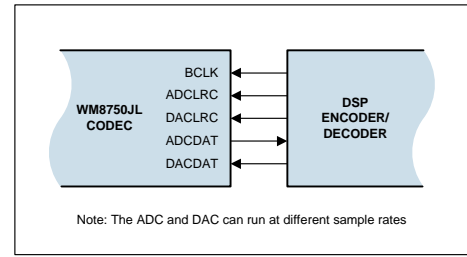 BCLK
ADCLRC
DACLRC
ADCDAT
DACDAT
WM8750JL
CODEC
DSP
ENCODER/
DECODER
Note: The ADC and DAC can run at different sample rates